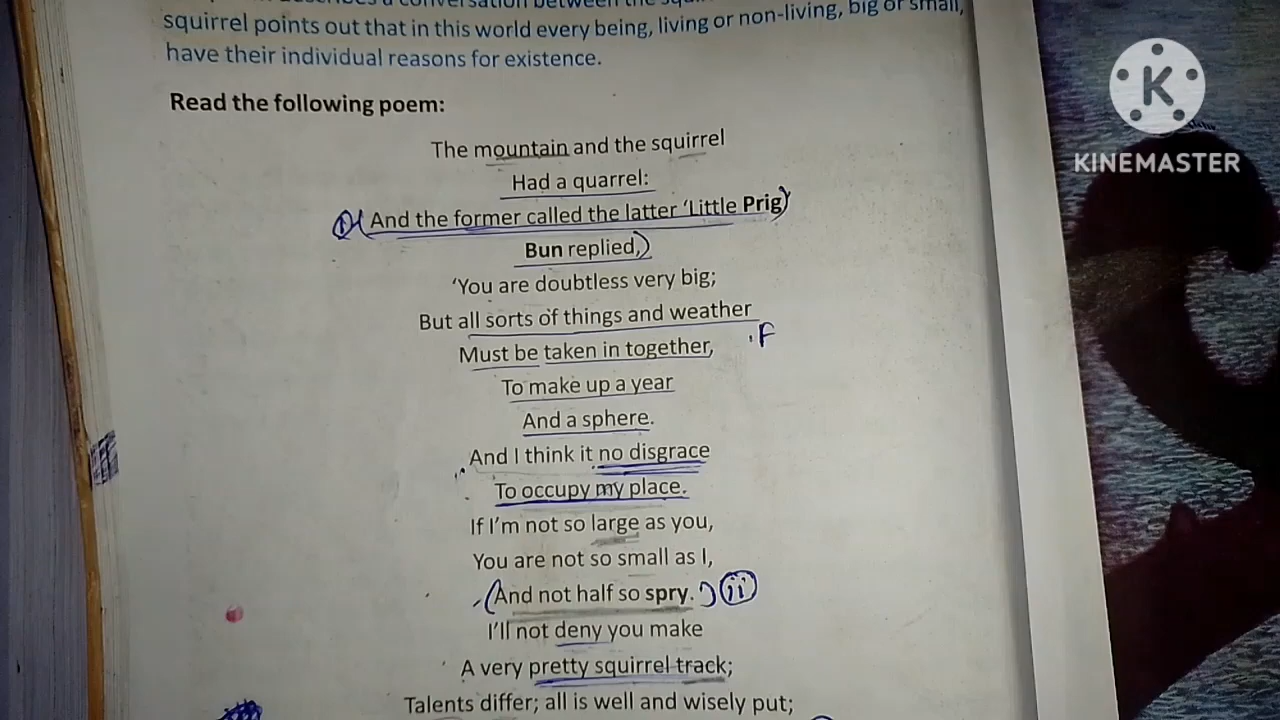 squirrel points out that in this world every being, living or non-living, big or small,
have their individual reasons for existence.
Read the following poem:
The mountain and the squirrel
Had a quarrel:
And the former called the latter ‘Little Prig’
Bun replied,
‘You are doubtless very big;
But all sorts of things and weather
Must be taken in together,
To make up a year
And a sphere.
And I think it no disgrace
To occupy my place.
If I’m not so large as you,
You are not so small as I,
And not half so spry. ii
I’ll not deny you make
A very pretty squirrel track;
Talents differ; all is well and wisely put;
K
KINEMASTER